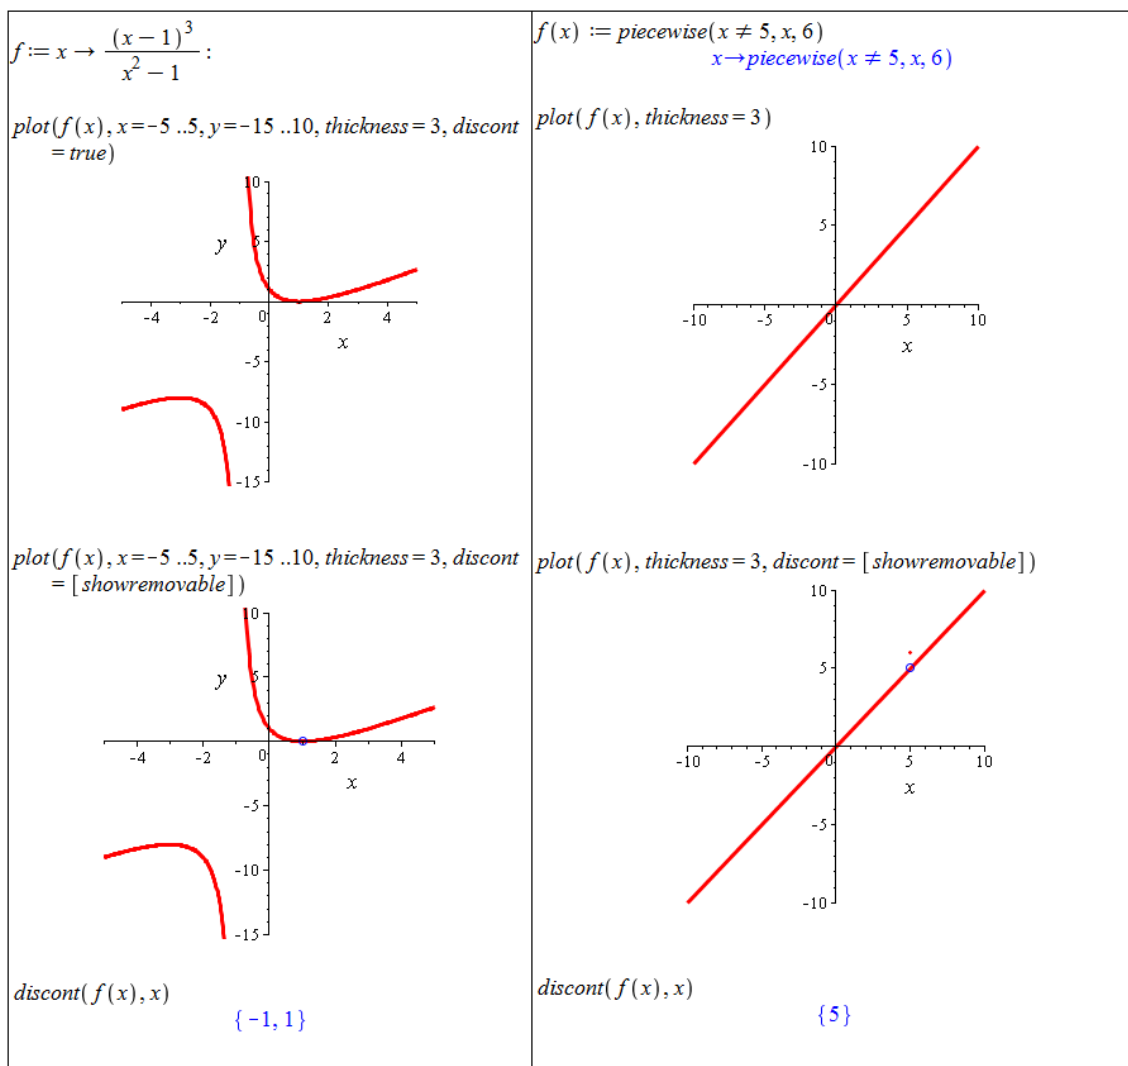 f := x → (x − 1)^3 / (x^2 − 1) :
plot(f(x), x = −5 ..5, y = −15 ..10, thickness = 3, discont
= true)
10
y
5
-4 -2 0 2 4
x
-5
-10
-15
plot(f(x), x = −5 ..5, y = −15 ..10, thickness = 3, discont
= [showremovable])
10
y
5
-4 -2 0 2 4
x
-5
-10
-15
discont(f(x), x)
{−1, 1}
f(x) := piecewise(x ≠ 5, x, 6)
x→piecewise(x ≠ 5, x, 6)
plot(f(x), thickness = 3)
10
5
-10 -5 0 5 10
x
-5
-10
plot(f(x), thickness = 3, discont = [showremovable])
10
5
-10 -5 0 5 10
x
-5
-10
discont(f(x), x)
{5}